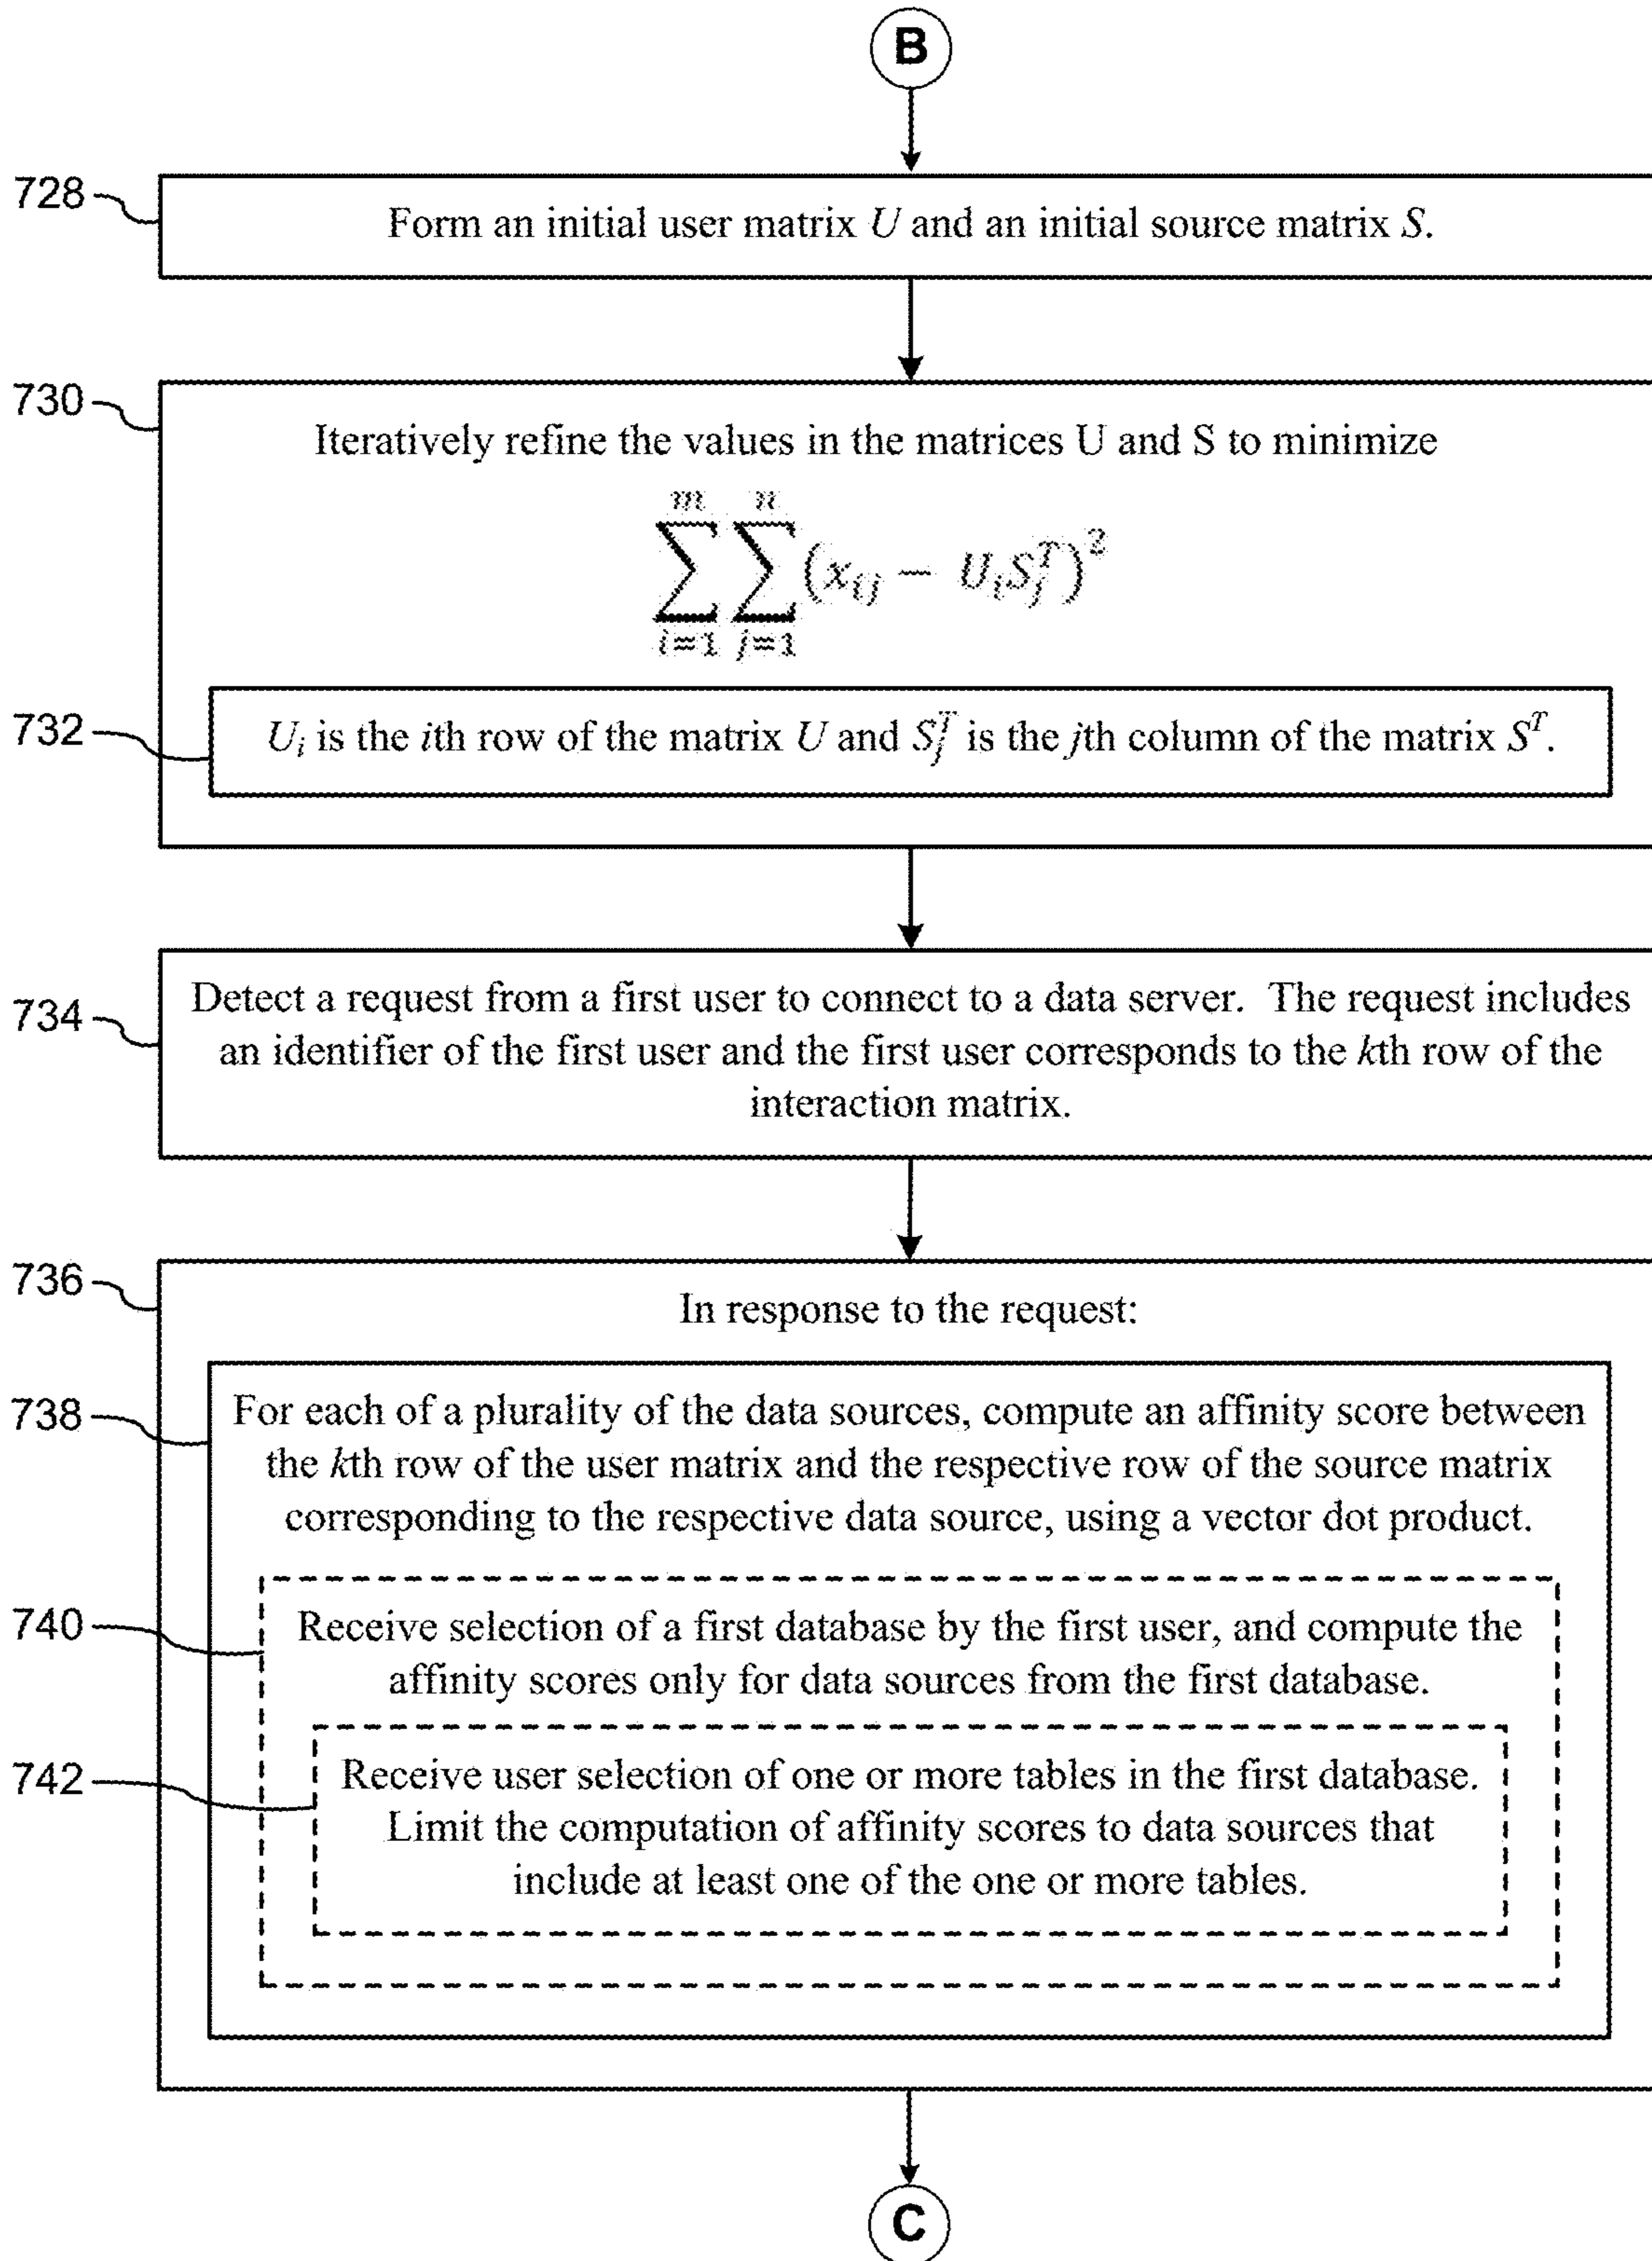 B
728
Form an initial user matrix U and an initial source matrix S.
730
Iteratively refine the values in the matrices U and S to minimize
\sum_{i=1}^{m} \sum_{j=1}^{n} (x_{ij} - U_i S_j^T)^2
732
U_i is the ith row of the matrix U and S_j^T is the jth column of the matrix S^T.
734
Detect a request from a first user to connect to a data server. The request includes
an identifier of the first user and the first user corresponds to the kth row of the
interaction matrix.
736
In response to the request:
738
For each of a plurality of the data sources, compute an affinity score between
the kth row of the user matrix and the respective row of the source matrix
corresponding to the respective data source, using a vector dot product.
740
Receive selection of a first database by the first user, and compute the
affinity scores only for data sources from the first database.
742
Receive user selection of one or more tables in the first database.
Limit the computation of affinity scores to data sources that
include at least one of the one or more tables.
C